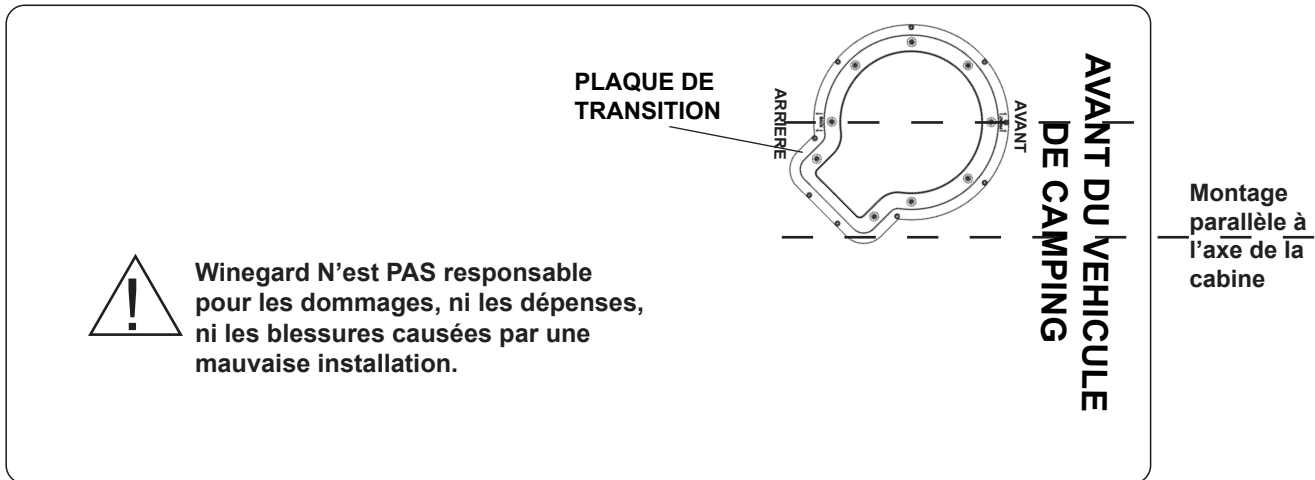 PLAQUE DE
TRANSITION
ARRIERE
AVANT
AVANT DU VEHICULE
DE CAMPING
Montage
parallèle à
l’axe de la
cabine
Winegard N’est PAS responsable
pour les dommages, ni les dépenses,
ni les blessures causées par une
mauvaise installation.
!